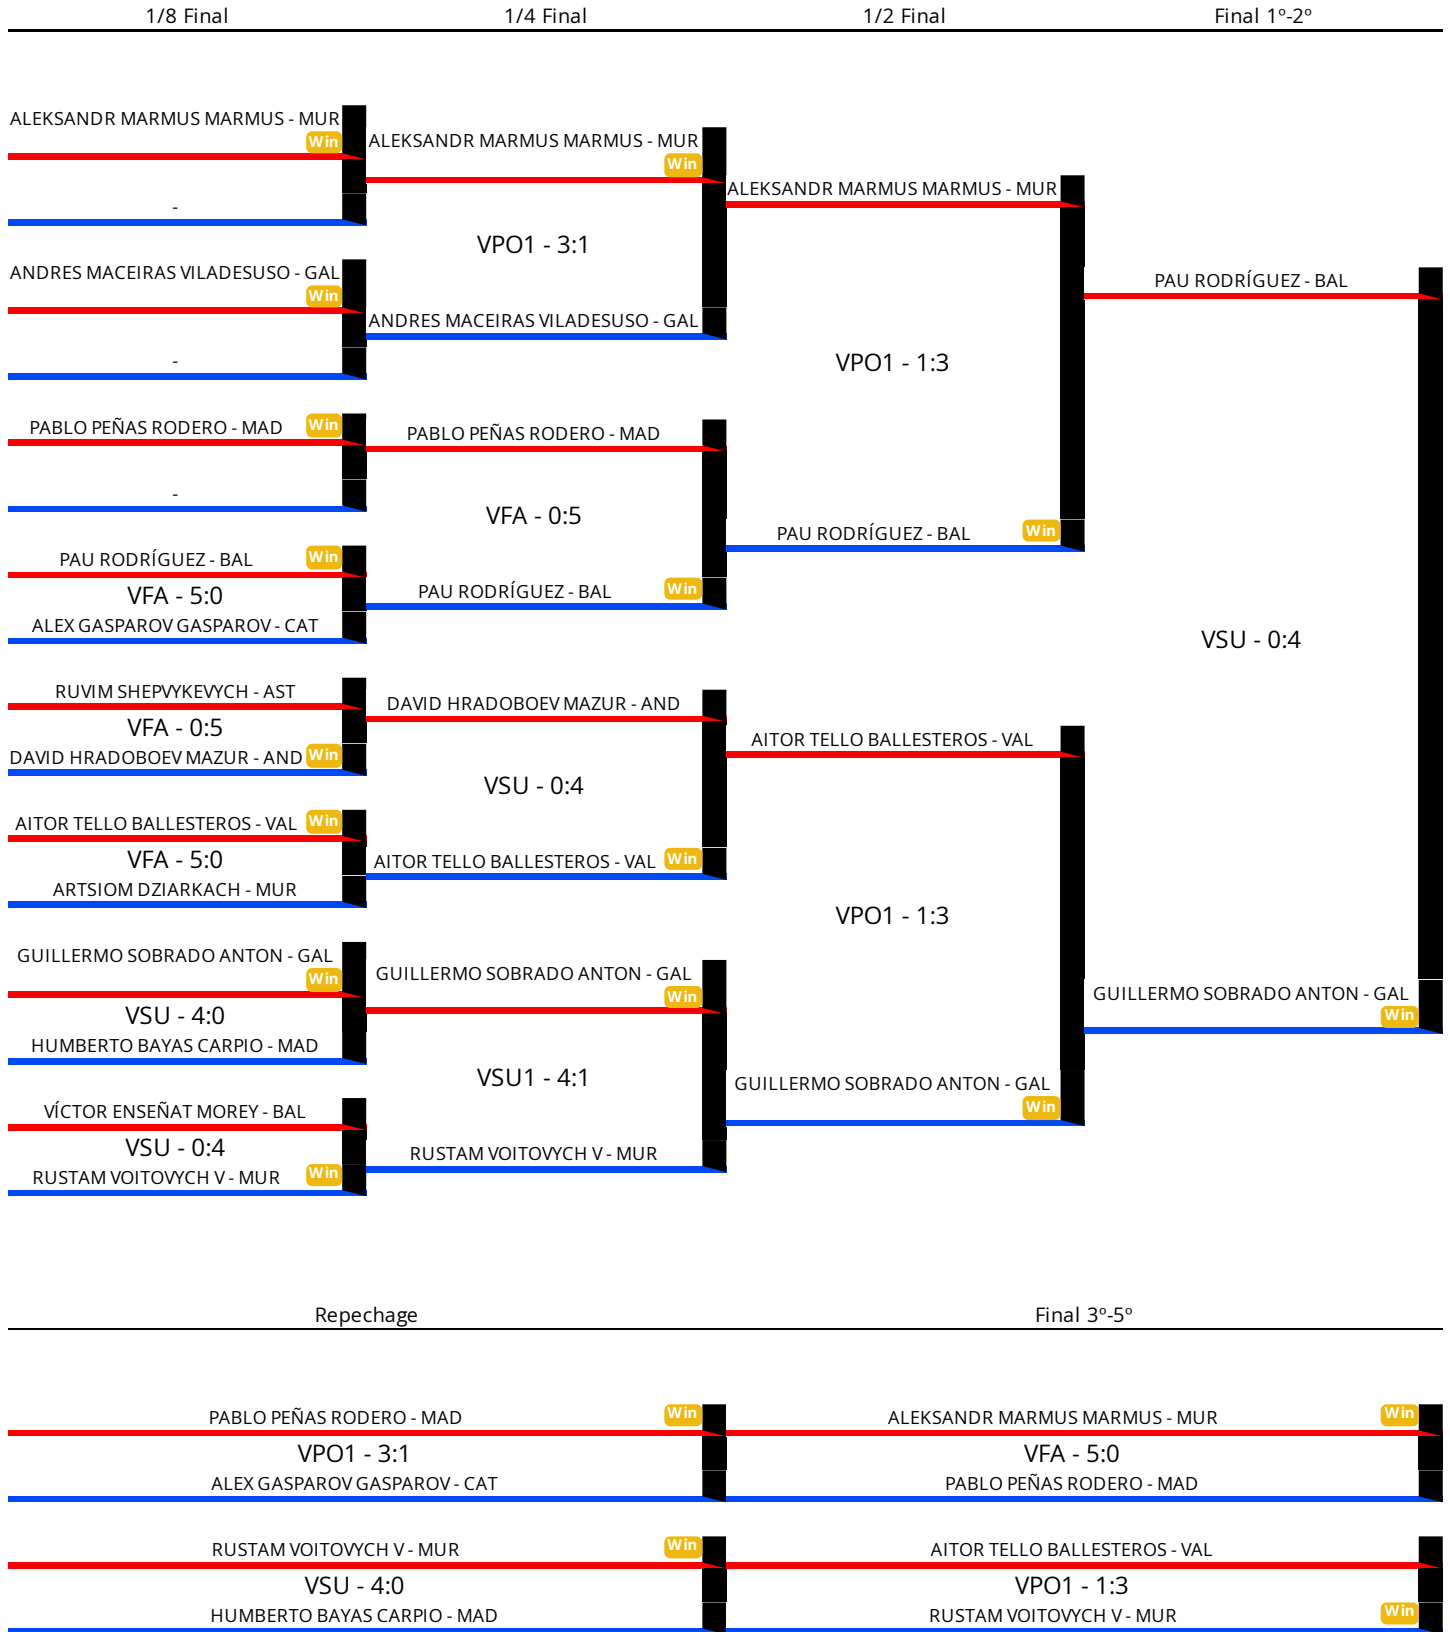 1/8 Final
1/4 Final
1/2 Final
Final 1º-2º
ALEKSANDR MARMUS MARMUS - MUR
Win
-
ANDRES MACEIRAS VILADESUSO - GAL
Win
-
PABLO PEÑAS RODERO - MAD
Win
-
PAU RODRÍGUEZ - BAL
Win
VFA - 5:0
ALEX GASPAROV GASPAROV - CAT
RUVIM SHEPVYKEVYCH - AST
VFA - 0:5
DAVID HRADOBOEV MAZUR - AND
Win
AITOR TELLO BALLESTEROS - VAL
Win
VFA - 5:0
ARTSIOM DZIARKACH - MUR
GUILLERMO SOBRADO ANTON - GAL
Win
VSU - 4:0
HUMBERTO BAYAS CARPIO - MAD
VÍCTOR ENSEÑAT MOREY - BAL
VSU - 0:4
RUSTAM VOITOVYCH V - MUR
Win
ALEKSANDR MARMUS MARMUS - MUR
Win
VPO1 - 3:1
ANDRES MACEIRAS VILADESUSO - GAL
PABLO PEÑAS RODERO - MAD
VFA - 0:5
PAU RODRÍGUEZ - BAL
Win
DAVID HRADOBOEV MAZUR - AND
VSU - 0:4
AITOR TELLO BALLESTEROS - VAL
Win
GUILLERMO SOBRADO ANTON - GAL
Win
VSU1 - 4:1
RUSTAM VOITOVYCH V - MUR
ALEKSANDR MARMUS MARMUS - MUR
VPO1 - 1:3
PAU RODRÍGUEZ - BAL
Win
AITOR TELLO BALLESTEROS - VAL
VPO1 - 1:3
GUILLERMO SOBRADO ANTON - GAL
Win
PAU RODRÍGUEZ - BAL
VSU - 0:4
GUILLERMO SOBRADO ANTON - GAL
Win
Repechage
Final 3º-5º
PABLO PEÑAS RODERO - MAD
Win
VPO1 - 3:1
ALEX GASPAROV GASPAROV - CAT
RUSTAM VOITOVYCH V - MUR
Win
VSU - 4:0
HUMBERTO BAYAS CARPIO - MAD
ALEKSANDR MARMUS MARMUS - MUR
Win
VFA - 5:0
PABLO PEÑAS RODERO - MAD
AITOR TELLO BALLESTEROS - VAL
VPO1 - 1:3
RUSTAM VOITOVYCH V - MUR
Win